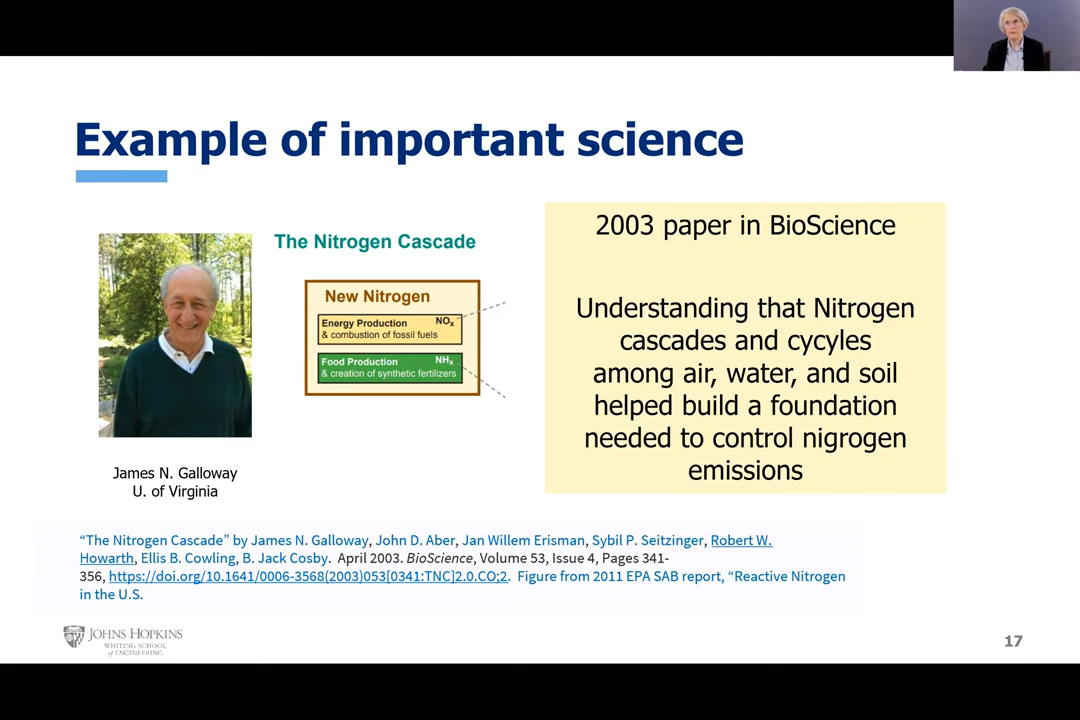 Example of important science
The Nitrogen Cascade
New Nitrogen
Energy Production NOx
& combustion of fossil fuels
Food Production NHx
& creation of synthetic fertilizers
James N. Galloway
U. of Virginia
2003 paper in BioScience
Understanding that Nitrogen
cascades and cycyles
among air, water, and soil
helped build a foundation
needed to control nigrogen
emissions
“The Nitrogen Cascade” by James N. Galloway, John D. Aber, Jan Willem Erisman, Sybil P. Seitzinger, Robert W.
Howarth, Ellis B. Cowling, B. Jack Cosby. April 2003. BioScience, Volume 53, Issue 4, Pages 341-
356, https://doi.org/10.1641/0006-3568(2003)053[0341:TNC]2.0.CO;2. Figure from 2011 EPA SAB report, “Reactive Nitrogen
in the U.S.
JOHNS HOPKINS
WHITING SCHOOL
of ENGINEERING
17